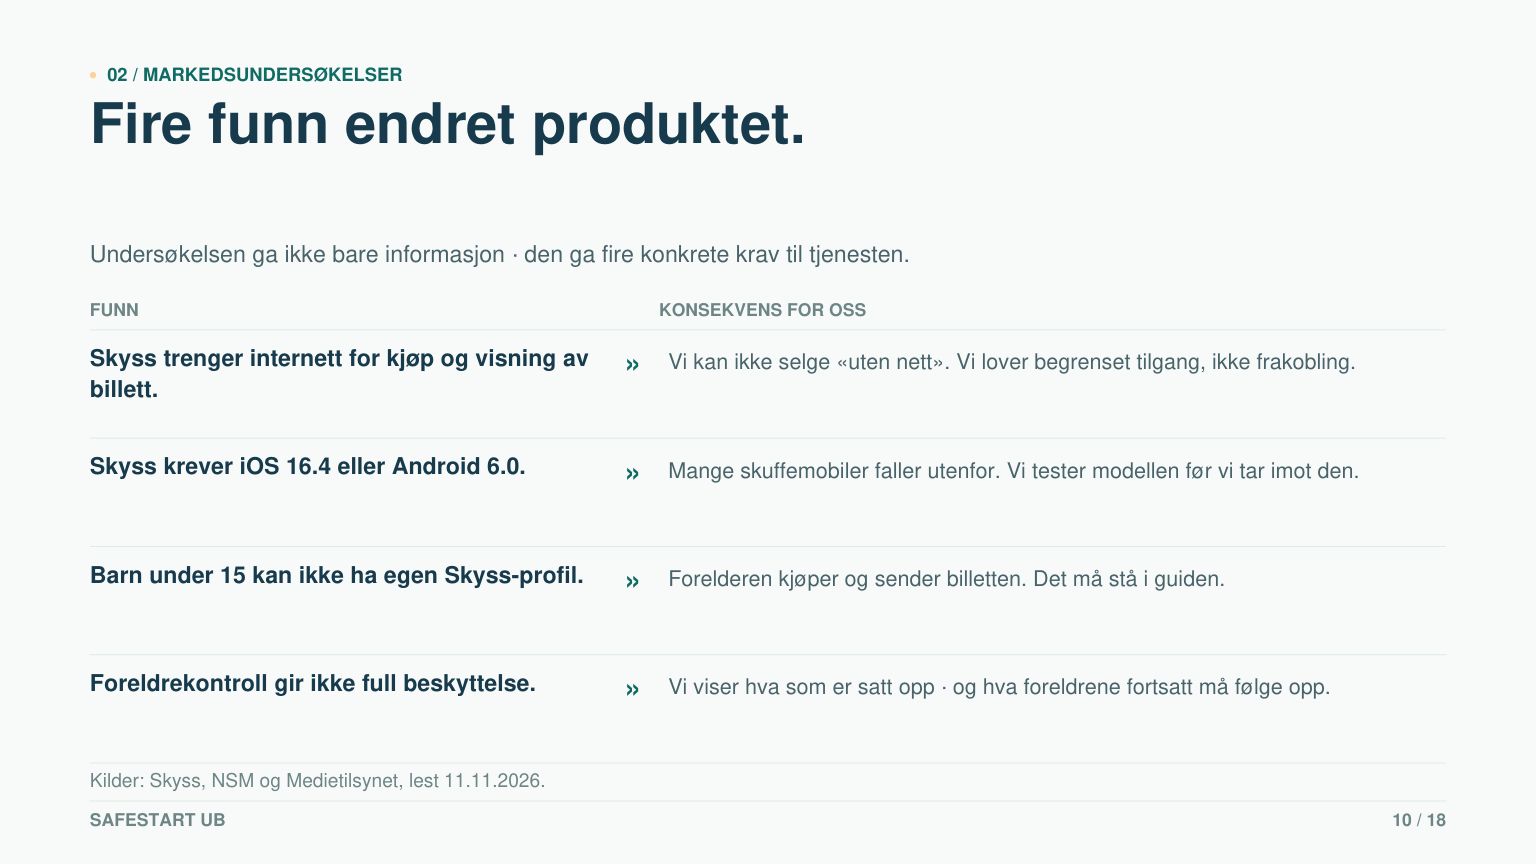 02 / MARKEDSUNDERSØKELSER
Fire funn endret produktet.
Undersøkelsen ga ikke bare informasjon · den ga fire konkrete krav til tjenesten.
FUNN
KONSEKVENS FOR OSS
Skyss trenger internett for kjøp og visning av
billett.
»
Vi kan ikke selge «uten nett». Vi lover begrenset tilgang, ikke frakobling.
Skyss krever iOS 16.4 eller Android 6.0.
»
Mange skuffemobiler faller utenfor. Vi tester modellen før vi tar imot den.
Barn under 15 kan ikke ha egen Skyss-profil.
»
Forelderen kjøper og sender billetten. Det må stå i guiden.
Foreldrekontroll gir ikke full beskyttelse.
»
Vi viser hva som er satt opp · og hva foreldrene fortsatt må følge opp.
Kilder: Skyss, NSM og Medietilsynet, lest 11.11.2026.
SAFESTART UB
10 / 18